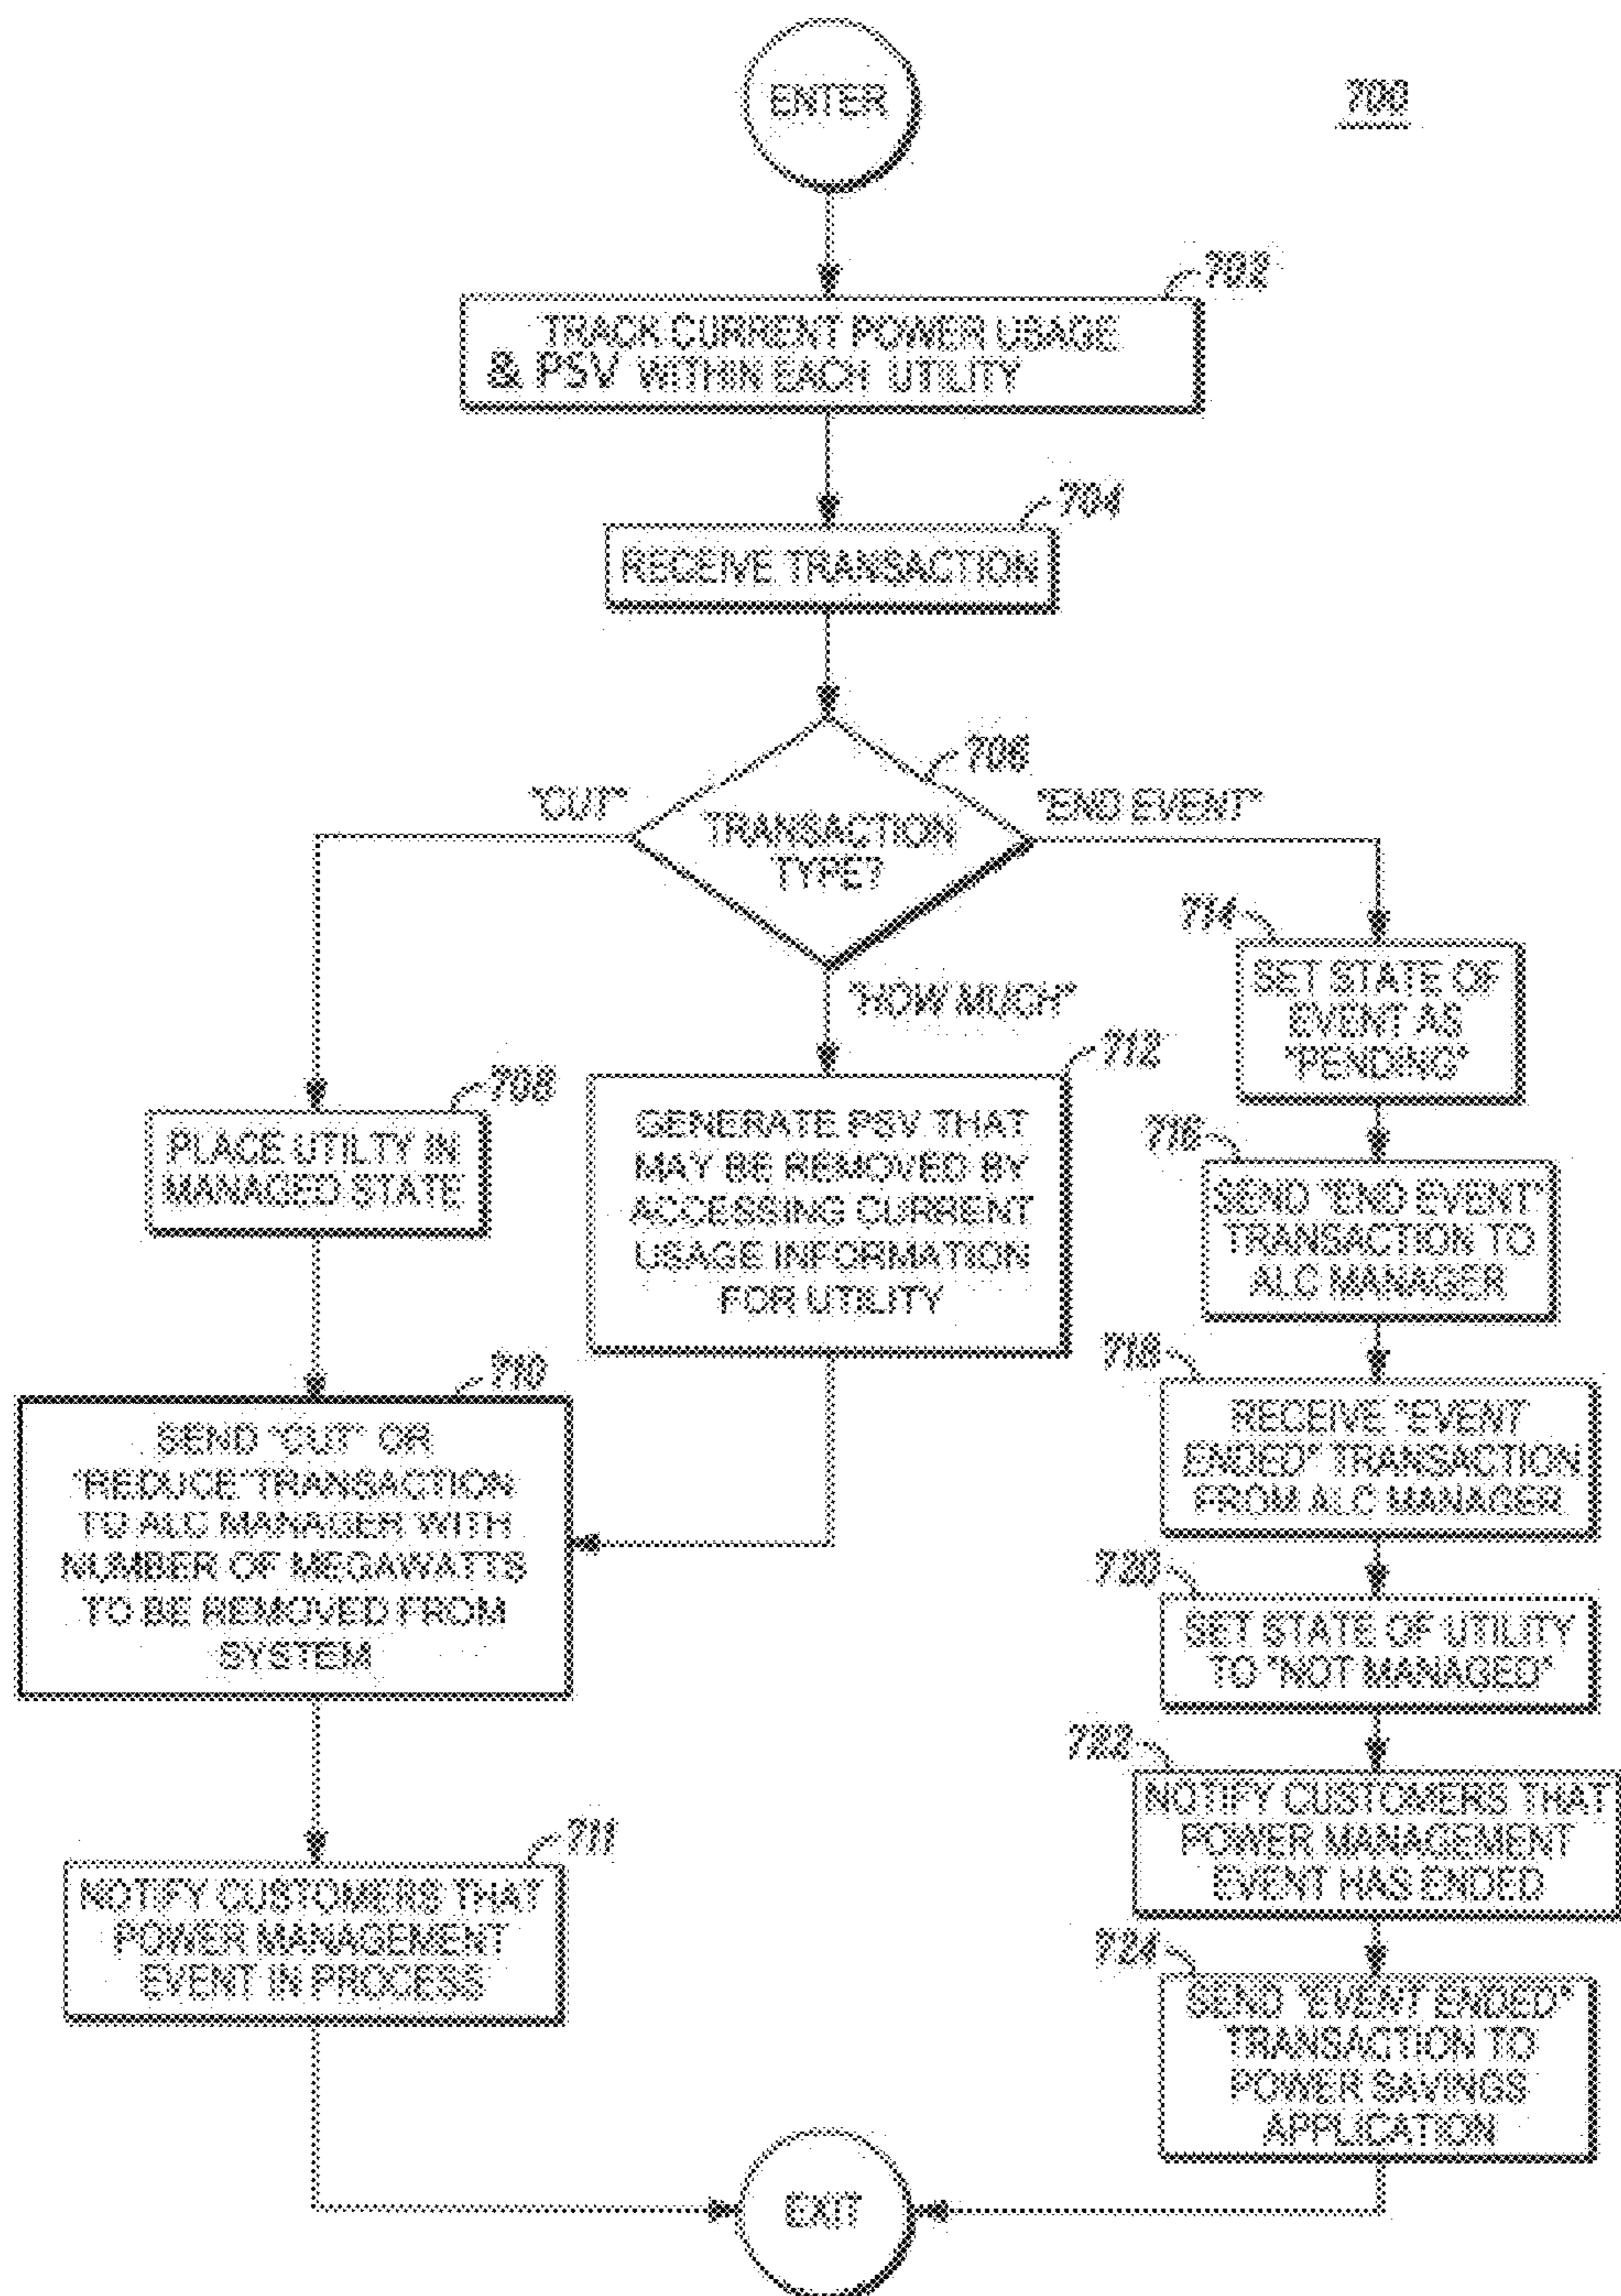 ENTER
700
702
TRACK CURRENT POWER USAGE
& PSV WITHIN EACH UTILITY
704
RECEIVE TRANSACTION
706
"CUT"
TRANSACTION
TYPE?
"END EVENT"
"HOW MUCH"
708
PLACE UTILTY IN
MANAGED STATE
712
GENERATE PSV THAT
MAY BE REMOVED BY
ACCESSING CURRENT
USAGE INFORMATION
FOR UTILITY
710
SEND "CUT" OR
"REDUCE" TRANSACTION
TO ALC MANAGER WITH
NUMBER OF MEGAWATTS
TO BE REMOVED FROM
SYSTEM
711
NOTIFY CUSTOMERS THAT
POWER MANAGEMENT
EVENT IN PROCESS
714
SET STATE OF
EVENT AS
"PENDING"
716
SEND "END EVENT"
TRANSACTION TO
ALC MANAGER
718
RECEIVE "EVENT
ENDED" TRANSACTION
FROM ALC MANAGER
720
SET STATE OF UTILITY
TO "NOT MANAGED"
722
NOTIFY CUSTOMERS THAT
POWER MANAGEMENT
EVENT HAS ENDED
724
SEND "EVENT ENDED"
TRANSACTION TO
POWER SAVINGS
APPLICATION
EXIT